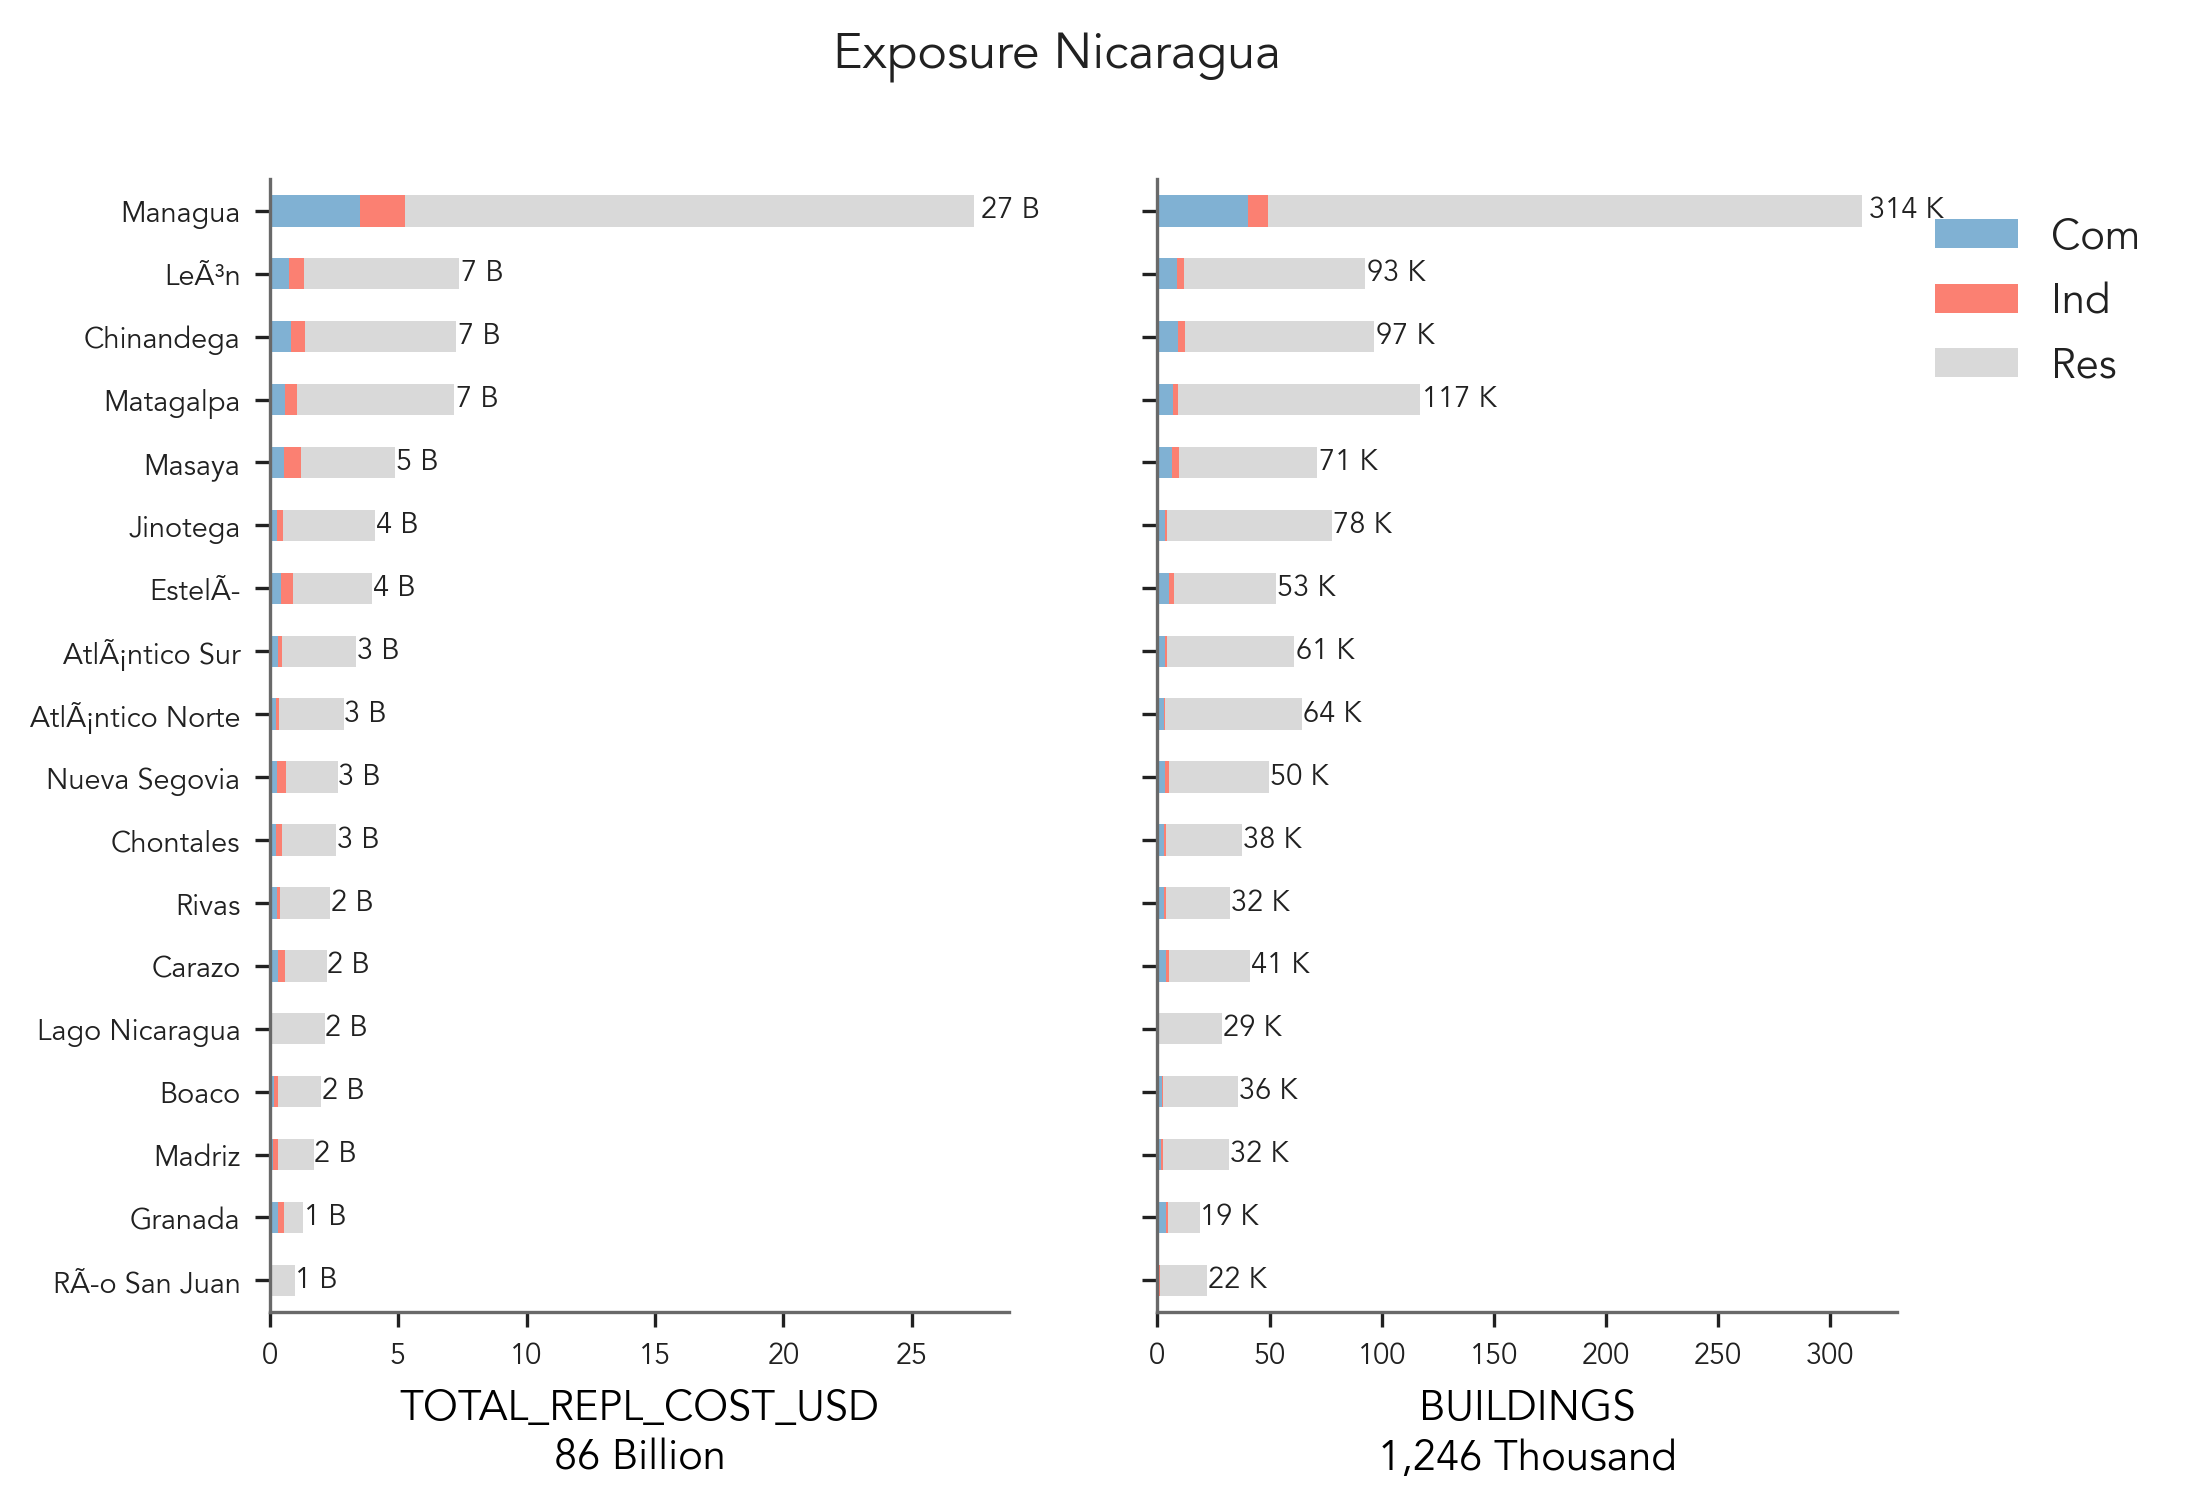 Exposure Nicaragua
Managua
LeÃ³n
Chinandega
Matagalpa
Masaya
Jinotega
EstelÃ-
AtlÃ¡ntico Sur
AtlÃ¡ntico Norte
Nueva Segovia
Chontales
Rivas
Carazo
Lago Nicaragua
Boaco
Madriz
Granada
RÃ-o San Juan
27 B
7 B
7 B
7 B
5 B
4 B
4 B
3 B
3 B
3 B
3 B
2 B
2 B
2 B
2 B
2 B
1 B
1 B
0 5 10 15 20 25
TOTAL_REPL_COST_USD
86 Billion
314 K
93 K
97 K
117 K
71 K
78 K
53 K
61 K
64 K
50 K
38 K
32 K
41 K
29 K
36 K
32 K
19 K
22 K
0 50 100 150 200 250 300
BUILDINGS
1,246 Thousand
Com
Ind
Res